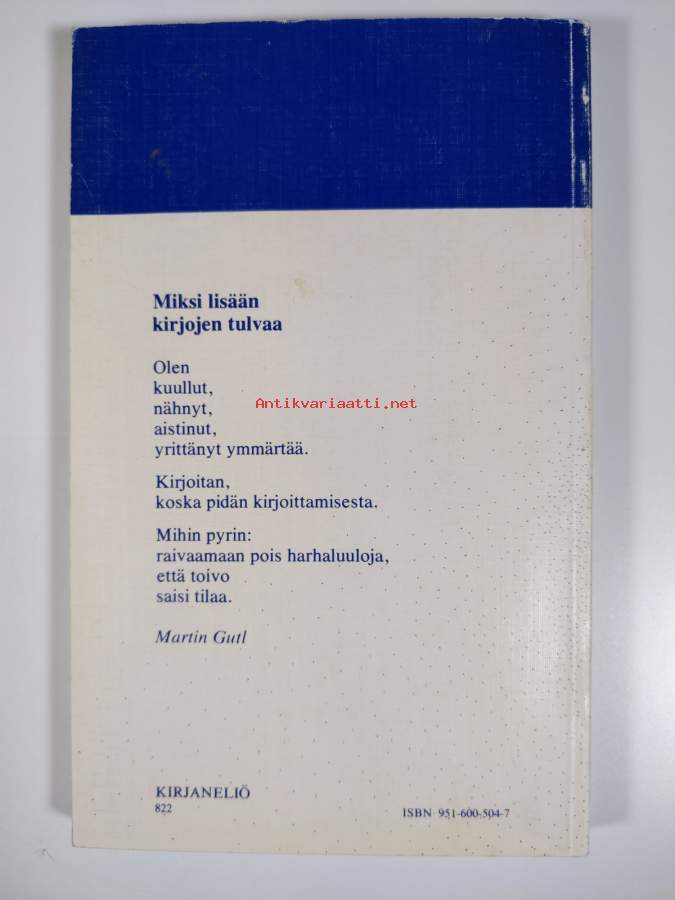 Miksi lisään
kirjojen tulvaa
Olen
kuullut,
nähnyt,
aistinut,
yrittänyt ymmärtää.
Kirjoitan,
koska pidän kirjoittamisesta.
Mihin pyrin:
raivaamaan pois harhaluuloja,
että toivo
saisi tilaa.
Martin Gutl
KIRJANELIÖ
822
ISBN 951-600-504-7
Antikvariaatti.net